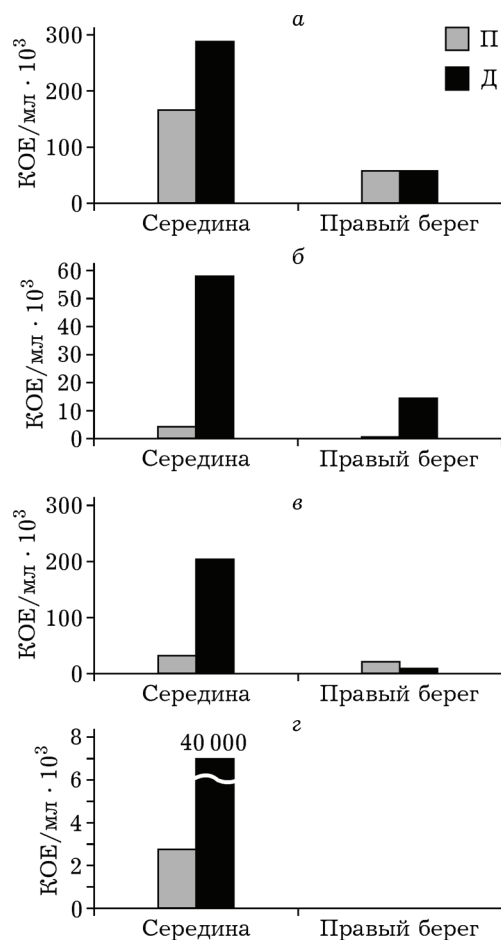 а
КОЕ/мл · 10³
300
200
100
0
П
Д
Середина
Правый берег
б
КОЕ/мл · 10³
60
50
40
30
20
10
0
Середина
Правый берег
в
КОЕ/мл · 10³
300
200
100
0
Середина
Правый берег
г
КОЕ/мл · 10³
8
6
4
2
0
40 000
Середина
Правый берег